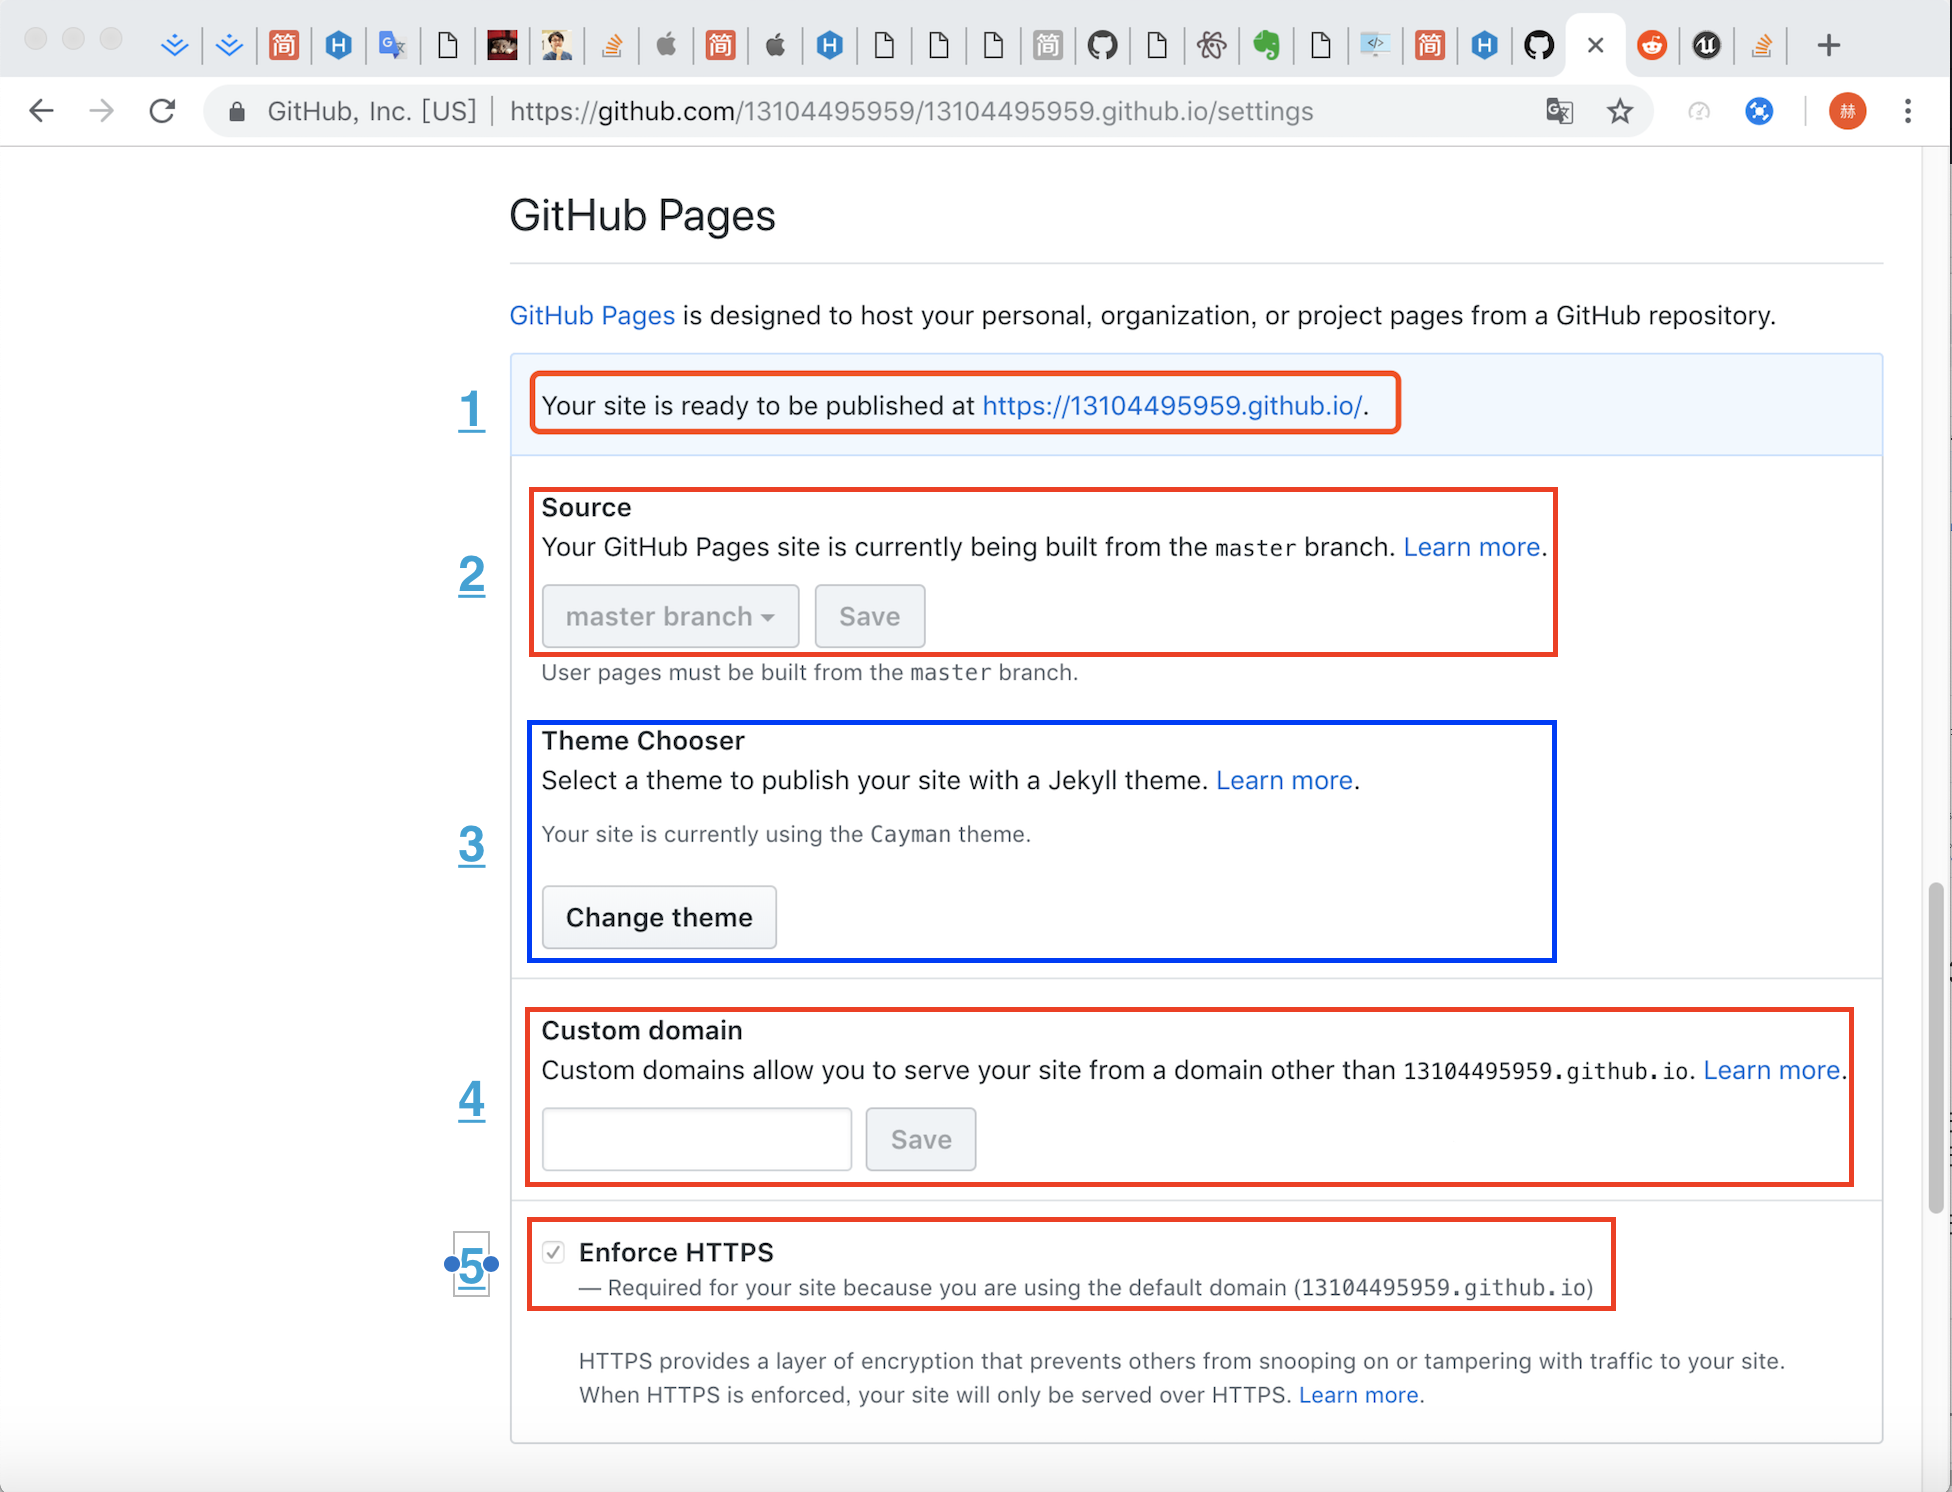 简
H
G
简
H
简
</>
简
H
GitHub, Inc. [US] | https://github.com/13104495959/13104495959.github.io/settings
赫
GitHub Pages
GitHub Pages is designed to host your personal, organization, or project pages from a GitHub repository.
1
Your site is ready to be published at https://13104495959.github.io/.
Source
Your GitHub Pages site is currently being built from the master branch. Learn more.
2
master branch
Save
User pages must be built from the master branch.
Theme Chooser
Select a theme to publish your site with a Jekyll theme. Learn more.
Your site is currently using the Cayman theme.
3
Change theme
Custom domain
Custom domains allow you to serve your site from a domain other than 13104495959.github.io. Learn more.
4
Save
5
Enforce HTTPS
— Required for your site because you are using the default domain (13104495959.github.io)
HTTPS provides a layer of encryption that prevents others from snooping on or tampering with traffic to your site.
When HTTPS is enforced, your site will only be served over HTTPS. Learn more.